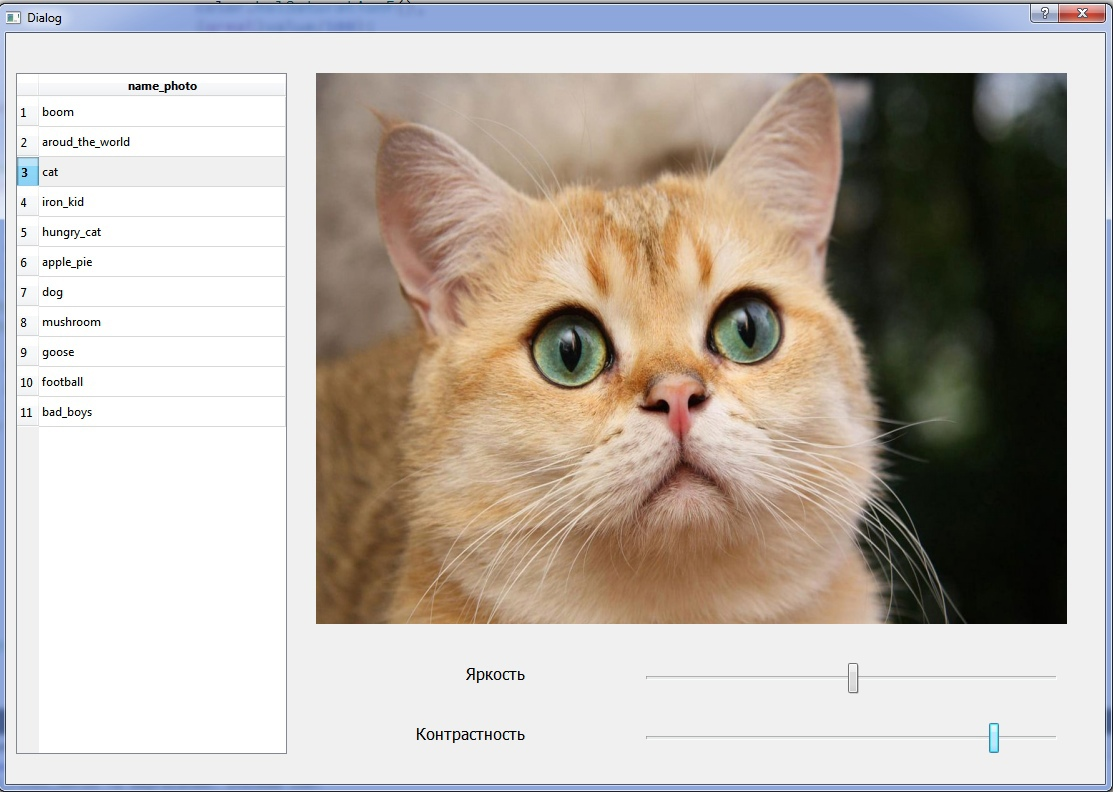 Dialog
name_photo
1 boom
2 aroud_the_world
3 cat
4 iron_kid
5 hungry_cat
6 apple_pie
7 dog
8 mushroom
9 goose
10 football
11 bad_boys
Яркость
Контрастность